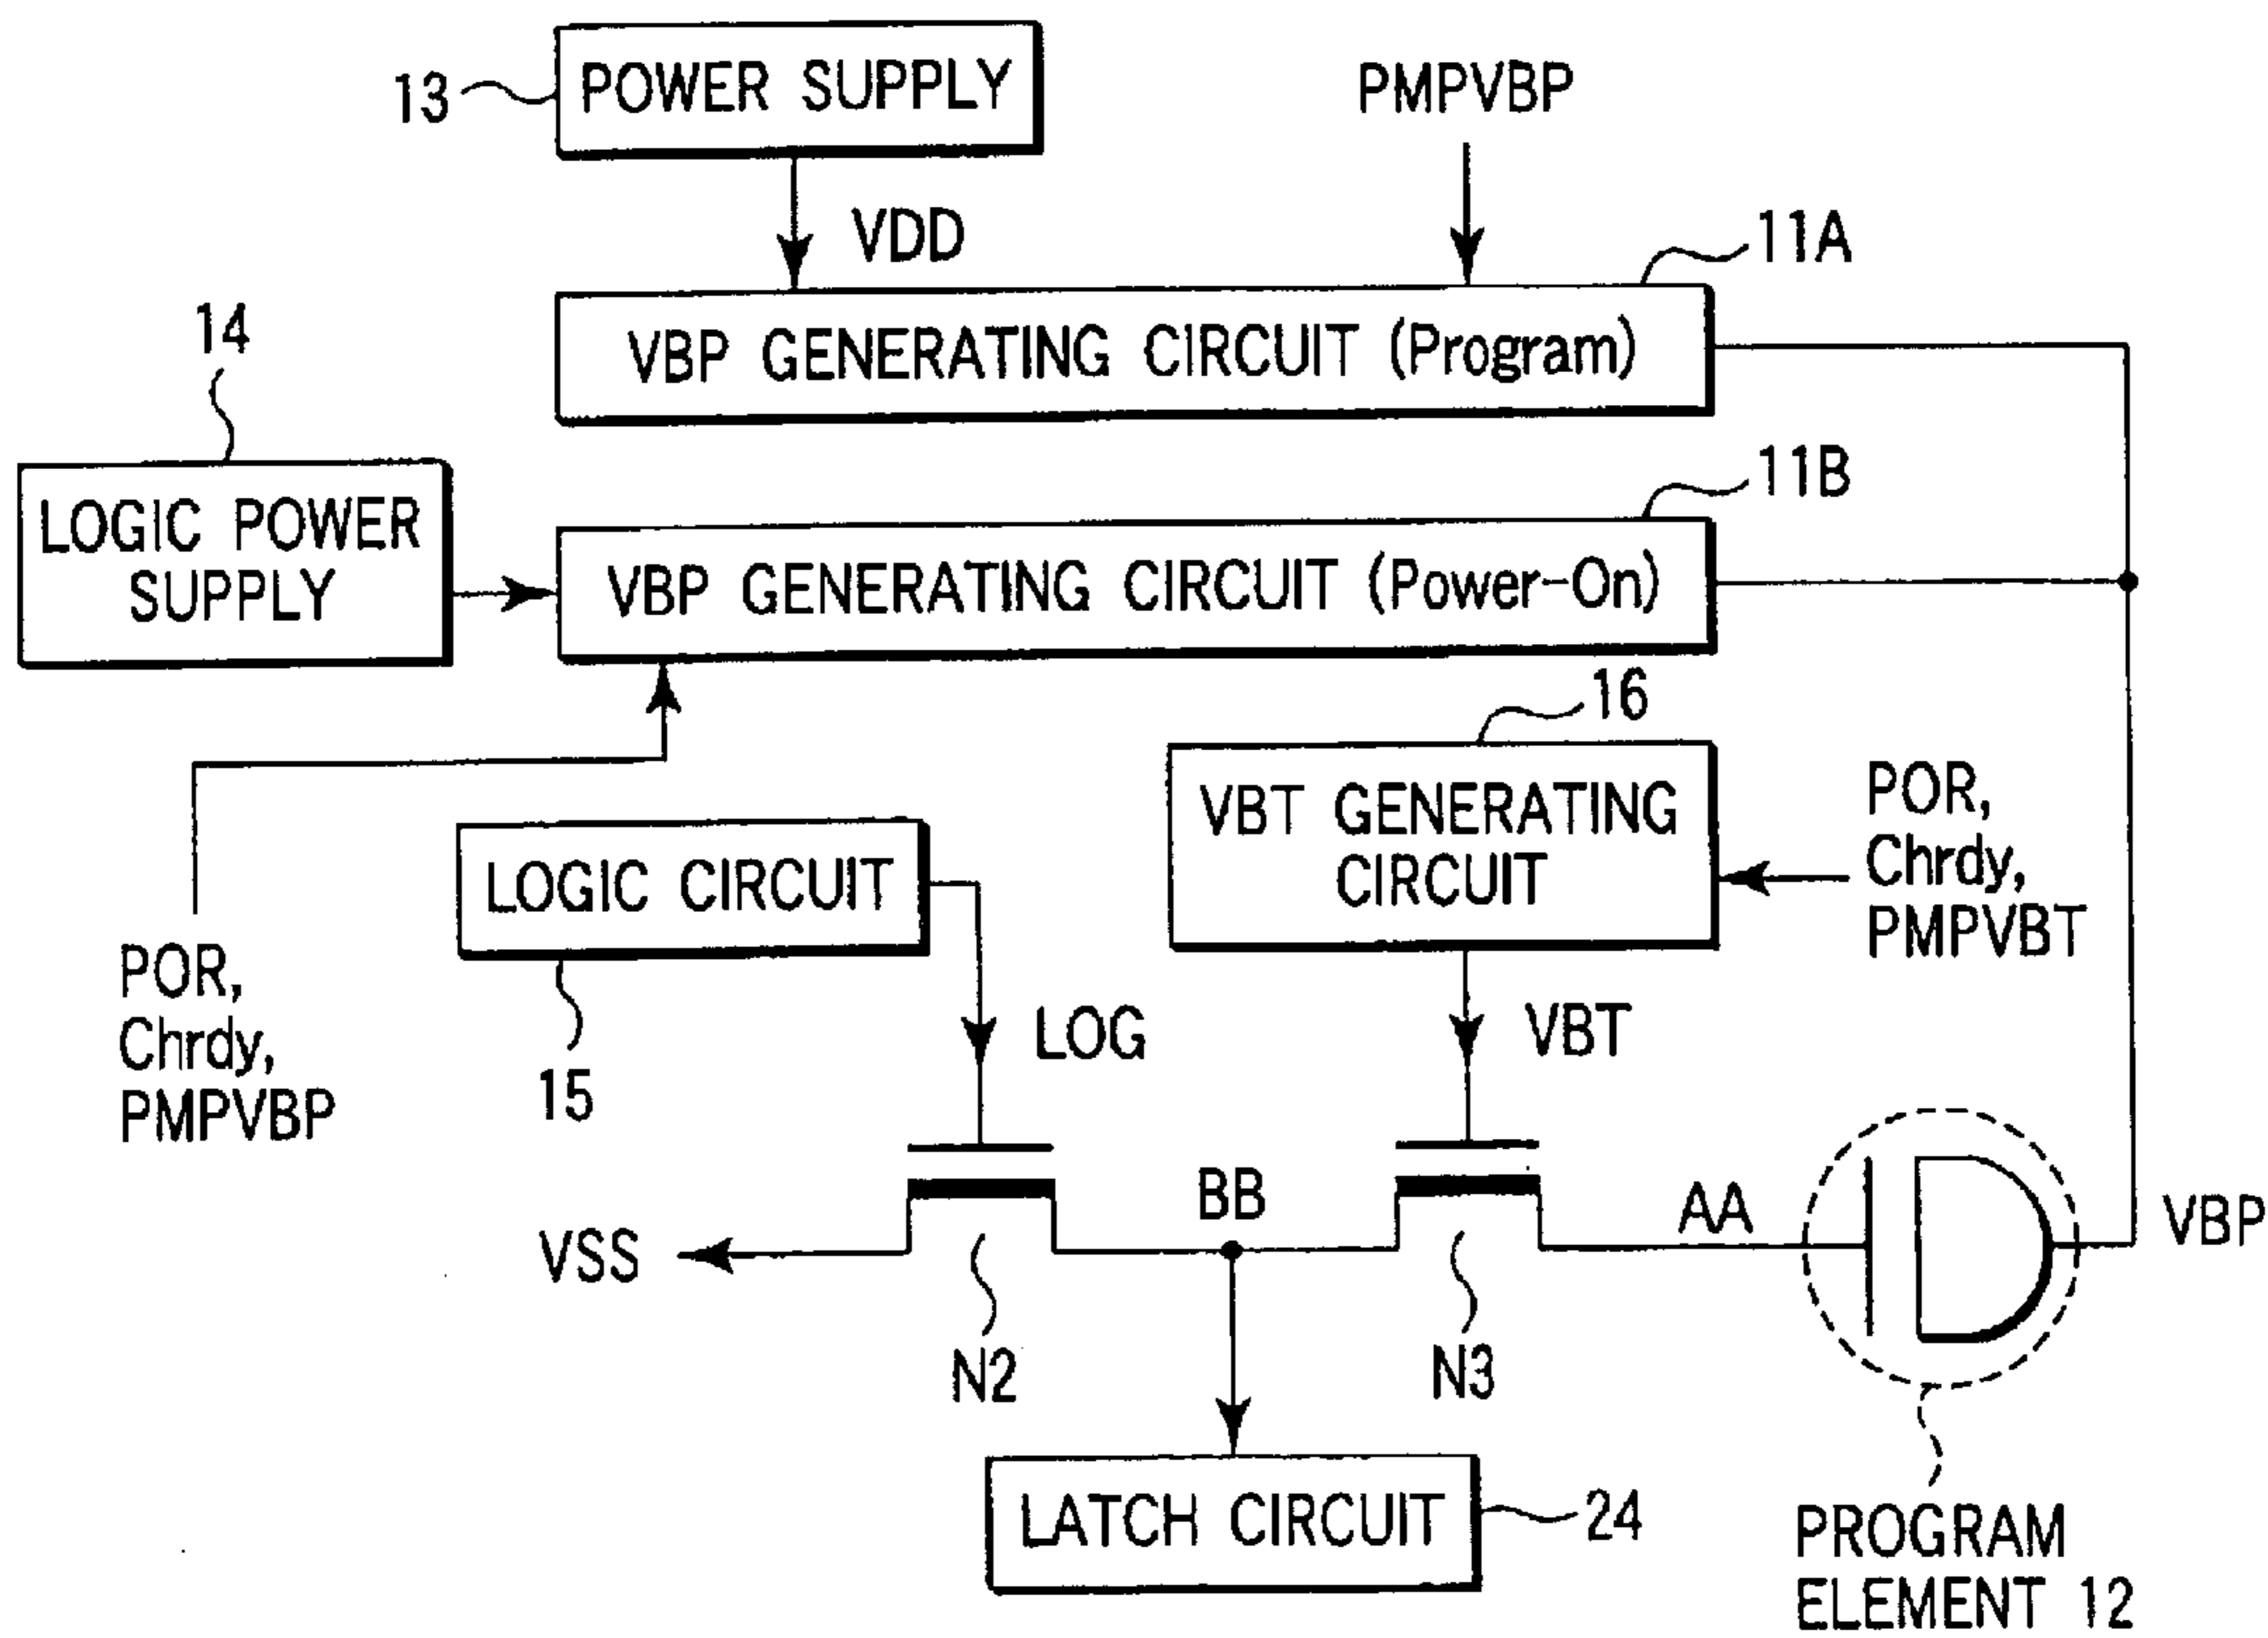 POWER SUPPLY
13
PMPVBP
VDD
11A
VBP GENERATING CIRCUIT (Program)
14
LOGIC POWER
SUPPLY
11B
VBP GENERATING CIRCUIT (Power-On)
16
VBT GENERATING
CIRCUIT
POR,
Chrdy,
PMPVBT
LOGIC CIRCUIT
POR,
Chrdy,
PMPVBP
15
LOG
VBT
BB
AA
VBP
VSS
N2
N3
LATCH CIRCUIT
24
PROGRAM
ELEMENT 12